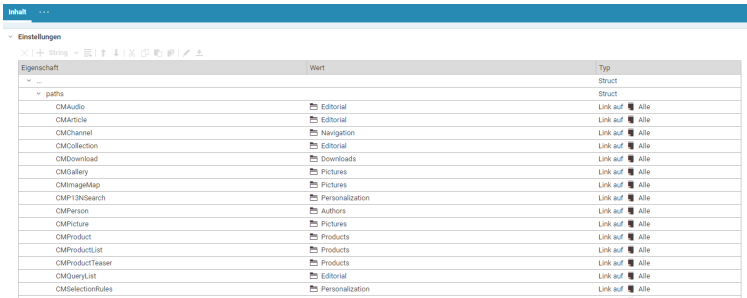 Inhalt ...
Einstellungen
String
Eigenschaft Wert Typ
... Struct
paths Struct
CMAudio Editorial Link auf Alle
CMArticle Editorial Link auf Alle
CMChannel Navigation Link auf Alle
CMCollection Editorial Link auf Alle
CMDownload Downloads Link auf Alle
CMGallery Pictures Link auf Alle
CMImageMap Pictures Link auf Alle
CMP13NSearch Personalization Link auf Alle
CMPerson Authors Link auf Alle
CMPicture Pictures Link auf Alle
CMProduct Products Link auf Alle
CMProductList Products Link auf Alle
CMProductTeaser Products Link auf Alle
CMQueryList Editorial Link auf Alle
CMSelectionRules Personalization Link auf Alle